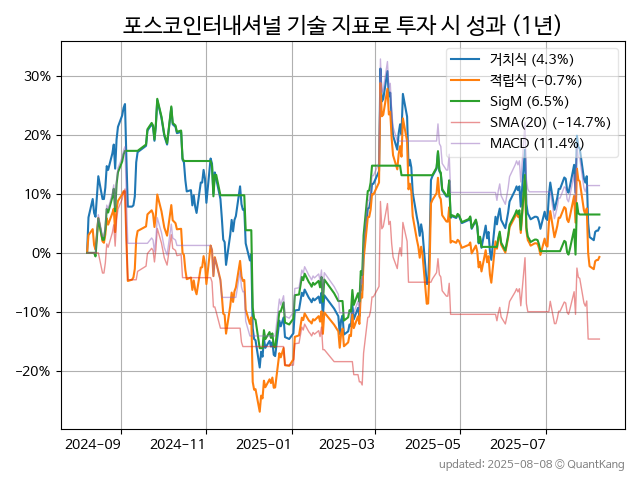 포스코인터내셔널 기술 지표로 투자 시 성과 (1년)
거치식 (4.3%)
적립식 (−0.7%)
SigM (6.5%)
SMA(20) (−14.7%)
MACD (11.4%)
30%
20%
10%
0%
−10%
−20%
2024-09 2024-11 2025-01 2025-03 2025-05 2025-07
updated: 2025-08-08 © QuantKang